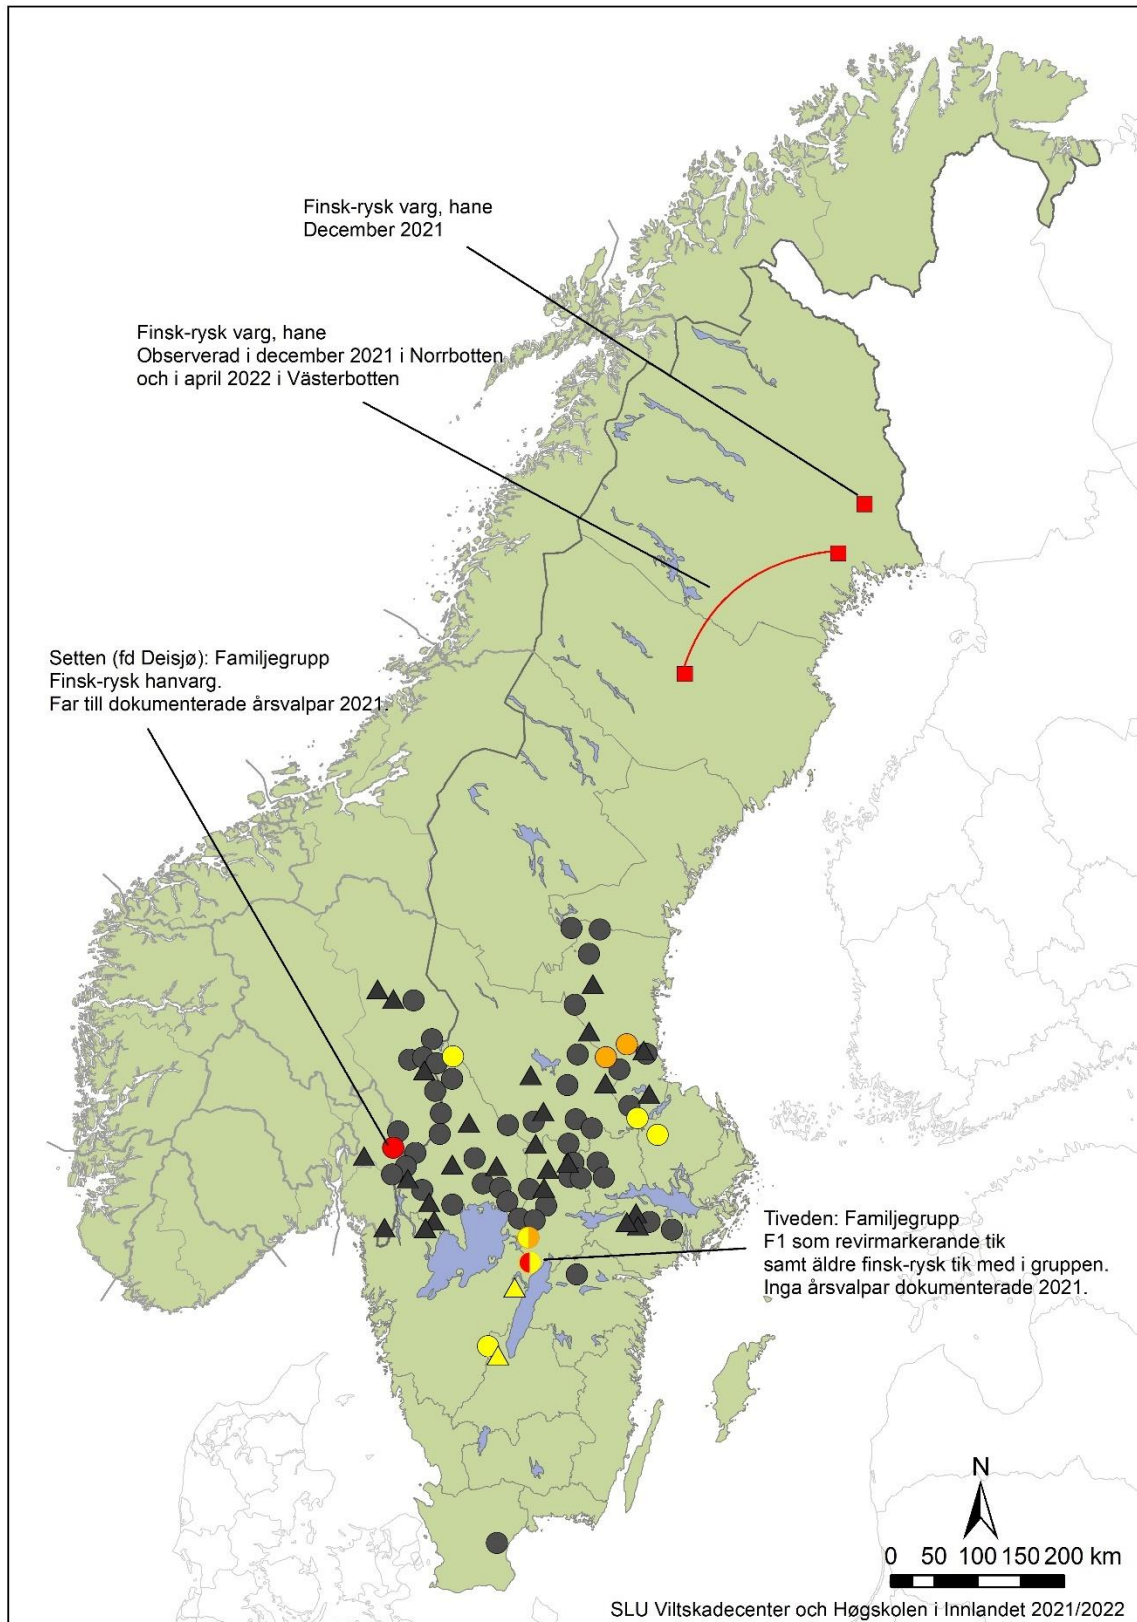 Finsk-rysk varg, hane
December 2021
Finsk-rysk varg, hane
Observerad i december 2021 i Norrbotten
och i april 2022 i Västerbotten
Setten (fd Deisjø): Familjegrupp
Finsk-rysk hanvarg.
Far till dokumenterade årsvalpar 2021.
Tiveden: Familjegrupp
F1 som revirmarkerande tik
samt äldre finsk-rysk tik med i gruppen.
Inga årsvalpar dokumenterade 2021.
N
0 50 100 150 200 km
SLU Viltskadecenter och Høgskolen i Innlandet 2021/2022